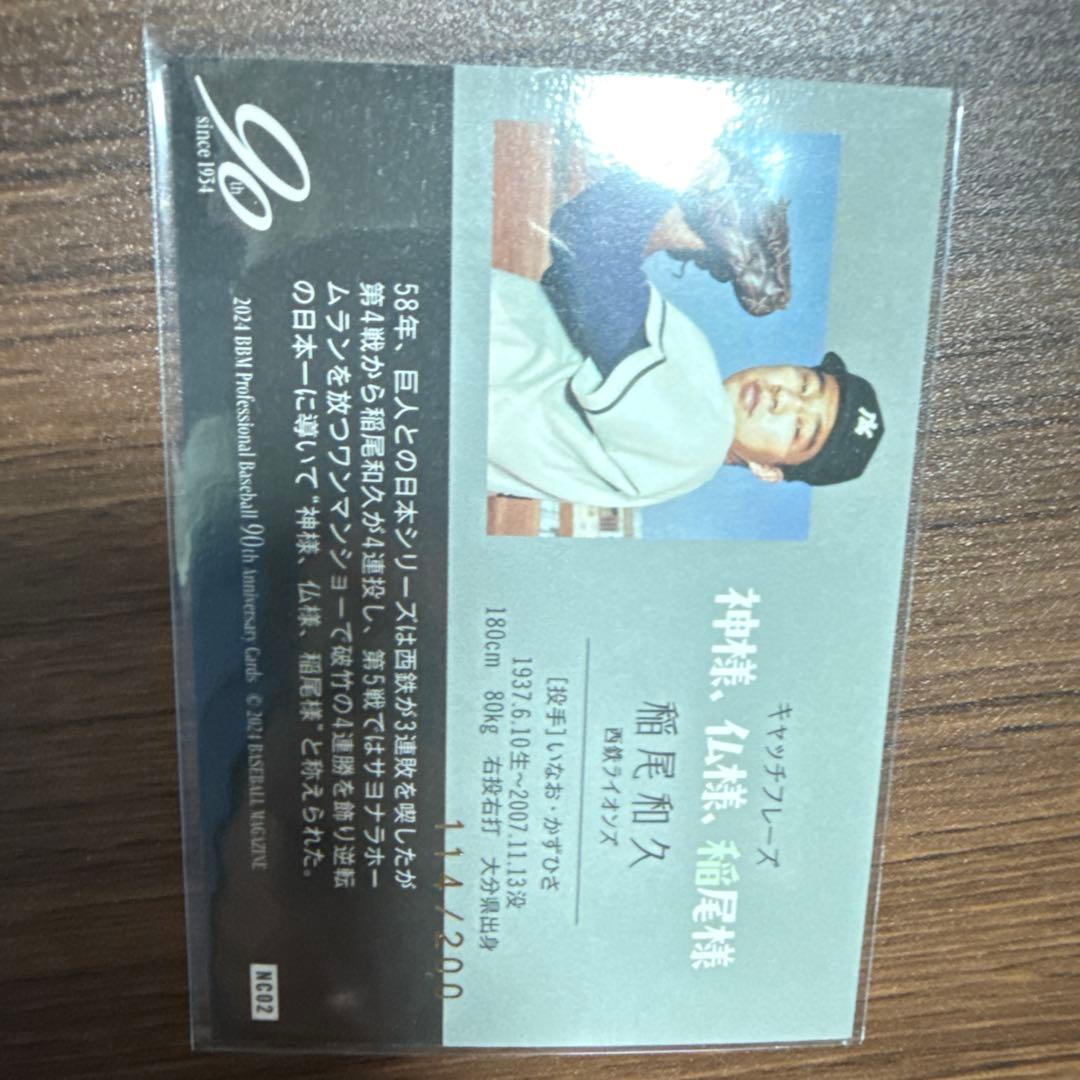 キャッチフレーズ
神様、仏様、稲尾様
稲尾和久
西鉄ライオンズ
[投手]いなお・かずひさ
1937.6.10生～2007.11.13没
180cm 80kg 右投右打 大分県出身
114/200
58年、巨人との日本シリーズは西鉄が3連敗を喫したが
第4戦から稲尾和久が4連投し、第5戦ではサヨナラホー
ムランを放つワンマンショーで破竹の4連勝を飾り逆転
の日本一に導いて“神様、仏様、稲尾様”と称えられた。
90th
since 1934
2024 BBM Professional Baseball 90th Anniversary Cards © 2024 BASEBALL MAGAZINE
NC02